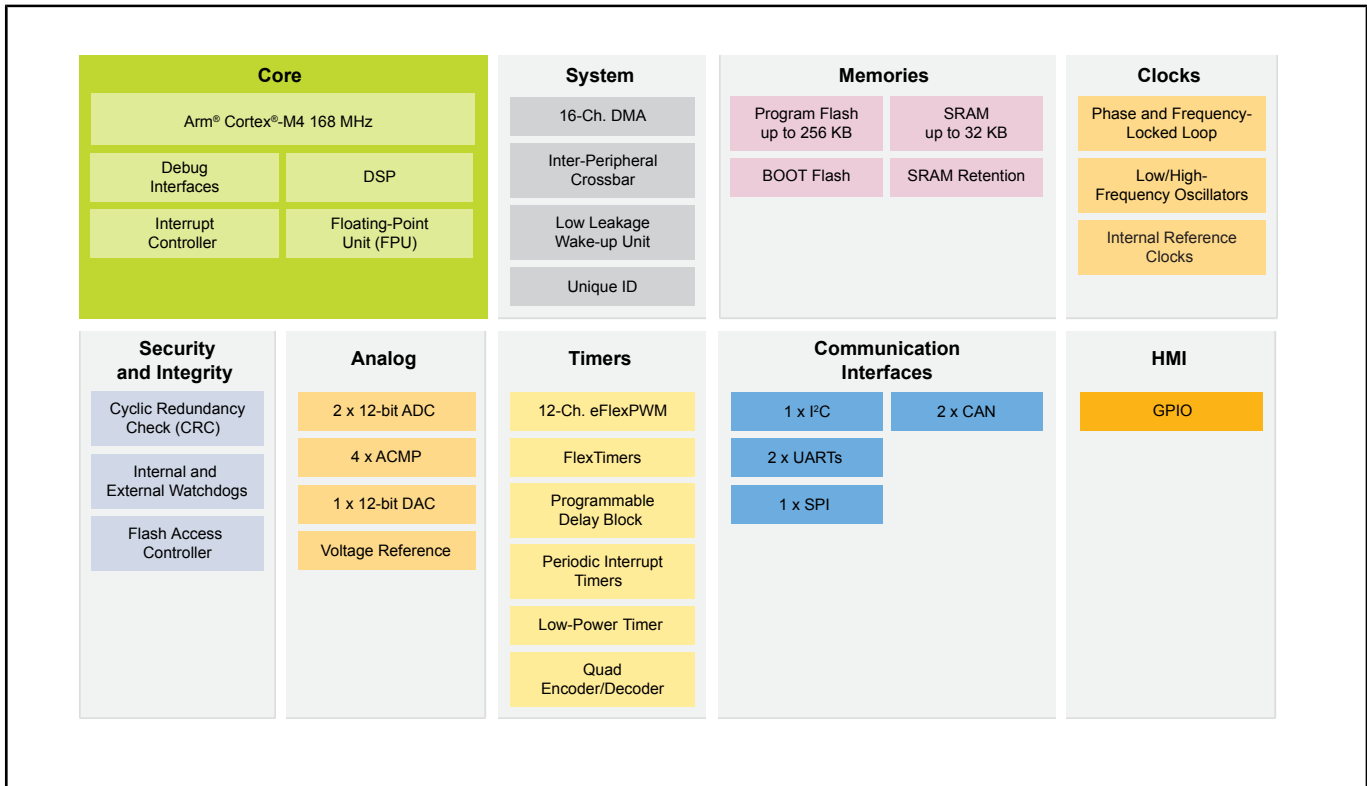 Core
Arm® Cortex®-M4 168 MHz
Debug
Interfaces
DSP
Interrupt
Controller
Floating-Point
Unit (FPU)
System
16-Ch. DMA
Inter-Peripheral
Crossbar
Low Leakage
Wake-up Unit
Unique ID
Memories
Program Flash
up to 256 KB
SRAM
up to 32 KB
BOOT Flash
SRAM Retention
Clocks
Phase and Frequency-
Locked Loop
Low/High-
Frequency Oscillators
Internal Reference
Clocks
Security
and Integrity
Cyclic Redundancy
Check (CRC)
Internal and
External Watchdogs
Flash Access
Controller
Analog
2 x 12-bit ADC
4 x ACMP
1 x 12-bit DAC
Voltage Reference
Timers
12-Ch. eFlexPWM
FlexTimers
Programmable
Delay Block
Periodic Interrupt
Timers
Low-Power Timer
Quad
Encoder/Decoder
Communication
Interfaces
1 x I²C
2 x CAN
2 x UARTs
1 x SPI
HMI
GPIO